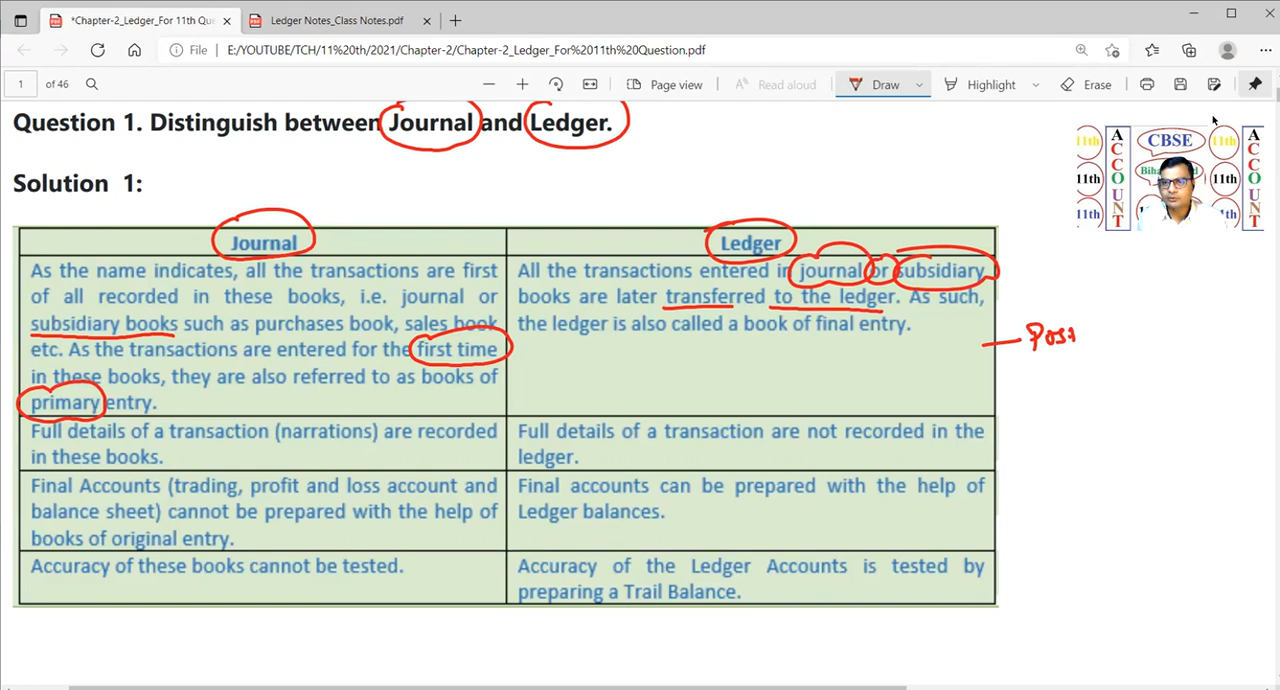 *Chapter-2_Ledger_For 11th Que
Ledger Notes_Class Notes.pdf
File
E:/YOUTUBE/TCH/11%20th/2021/Chapter-2/Chapter-2_Ledger_For%2011th%20Question.pdf
1 of 46
Page view
Read aloud
Draw
Highlight
Erase
Question 1. Distinguish between Journal and Ledger.
Solution 1:
Journal
As the name indicates, all the transactions are first
of all recorded in these books, i.e. journal or
subsidiary books such as purchases book, sales book
etc. As the transactions are entered for the first time
in these books, they are also referred to as books of
primary entry.
Ledger
All the transactions entered in journal or subsidiary
books are later transferred to the ledger. As such,
the ledger is also called a book of final entry.
Post
Full details of a transaction (narrations) are recorded
in these books.
Full details of a transaction are not recorded in the
ledger.
Final Accounts (trading, profit and loss account and
balance sheet) cannot be prepared with the help of
books of original entry.
Final accounts can be prepared with the help of
Ledger balances.
Accuracy of these books cannot be tested.
Accuracy of the Ledger Accounts is tested by
preparing a Trail Balance.
11th
11th
11th
ACCOUNT
CBSE
11th
11th
ACCOUNT